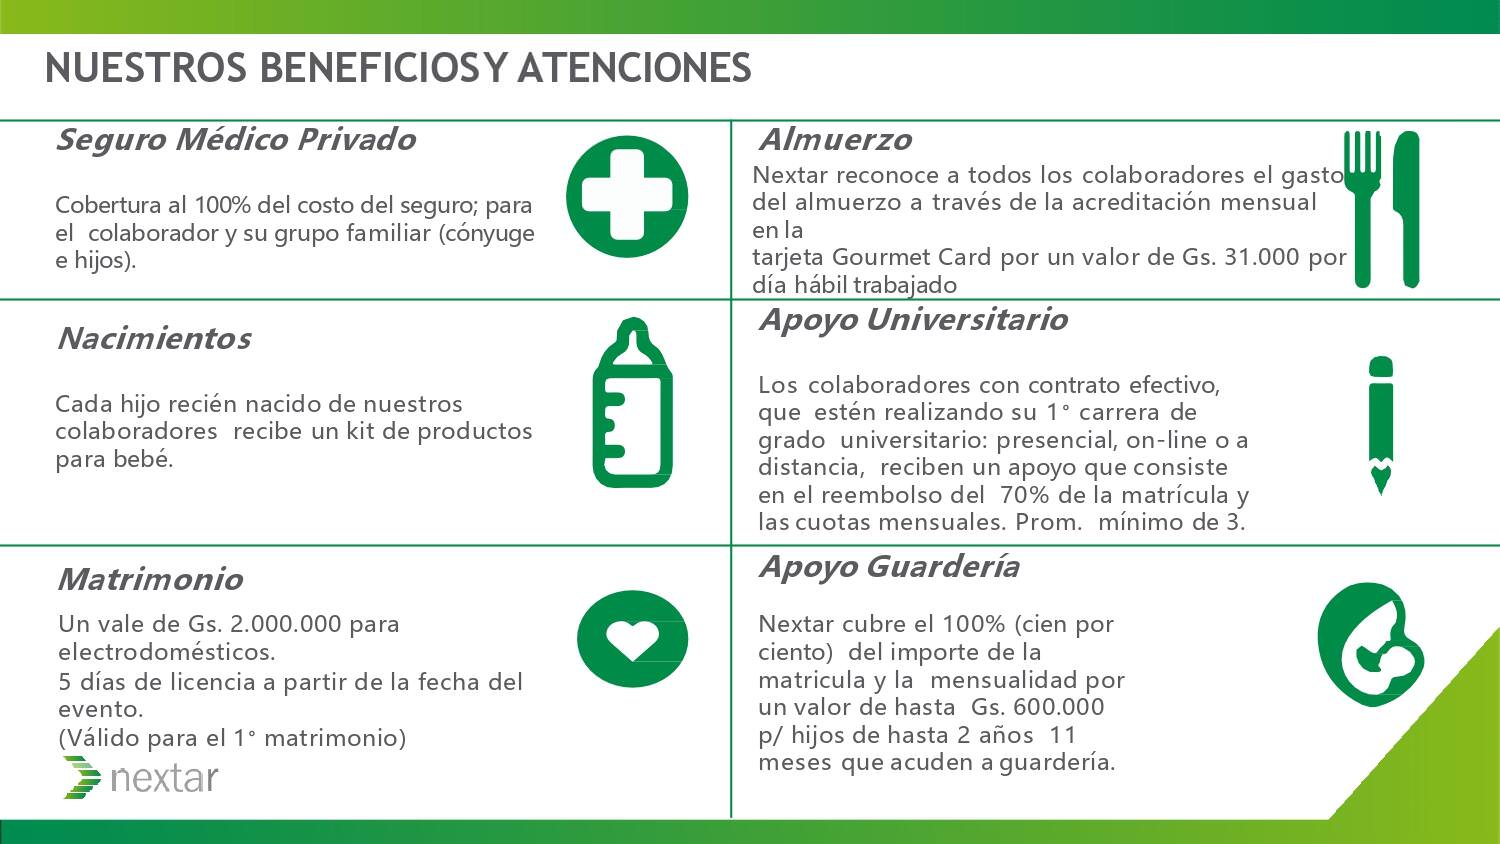 NUESTROS BENEFICIOS Y ATENCIONES
Seguro Médico Privado
Cobertura al 100% del costo del seguro; para
el colaborador y su grupo familiar (cónyuge
e hijos).
Almuerzo
Nextar reconoce a todos los colaboradores el gasto
del almuerzo a través de la acreditación mensual
en la
tarjeta Gourmet Card por un valor de Gs. 31.000 por
día hábil trabajado
Nacimientos
Cada hijo recién nacido de nuestros
colaboradores recibe un kit de productos
para bebé.
Apoyo Universitario
Los colaboradores con contrato efectivo,
que estén realizando su 1° carrera de
grado universitario: presencial, on-line o a
distancia, reciben un apoyo que consiste
en el reembolso del 70% de la matrícula y
las cuotas mensuales. Prom. mínimo de 3.
Matrimonio
Un vale de Gs. 2.000.000 para
electrodomésticos.
5 días de licencia a partir de la fecha del
evento.
(Válido para el 1° matrimonio)
nextar
Apoyo Guardería
Nextar cubre el 100% (cien por
ciento) del importe de la
matricula y la mensualidad por
un valor de hasta Gs. 600.000
p/ hijos de hasta 2 años 11
meses que acuden a guardería.